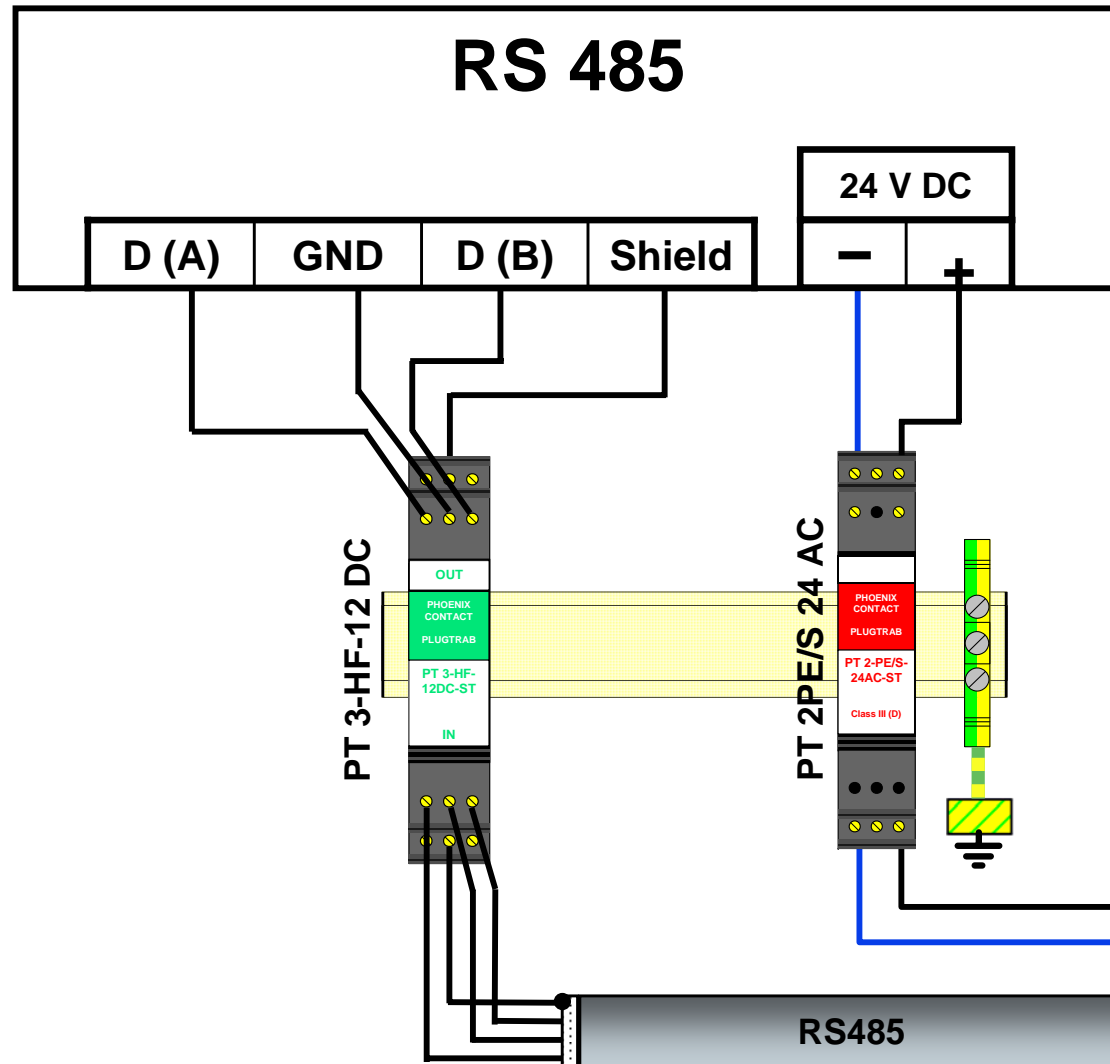 RS 485
24 V DC
D (A) GND D (B) Shield
− +
PT 3-HF-12 DC
OUT
PHOENIX
CONTACT
PLUGTRAB
PT 3-HF-
12DC-ST
IN
PT 2PE/S 24 AC
PHOENIX
CONTACT
PLUGTRAB
PT 2-PE/S-
24AC-ST
Class III (D)
RS485